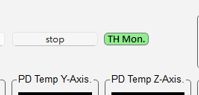 stop TH Mon.
PD Temp Y-Axis. PD Temp Z-Axis.